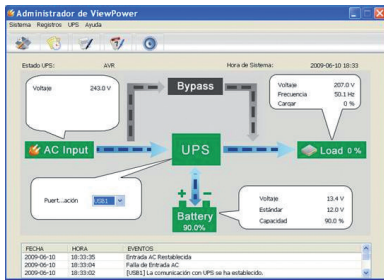 Administrador de ViewPower
Sistema Registros UPS Ayuda
Estado UPS: AVR Hora de Sistema: 2009-06-10 18:33
Voltaje 243.0 V
Bypass
Voltaje 207.0 V
Frecuencia 50.1 Hz
Cargar 0 %
AC Input
UPS
Load 0 %
Puert...ación USB1
Battery
90.0%
Voltaje 13.4 V
Estándar 12.0 V
Capacidad 90.0 %
FECHA HORA EVENTOS
2009-06-10 18:33:35 Entrada AC Restablecida
2009-06-10 18:33:04 Falla de Entrada AC
2009-06-10 18:33:02 [USB1] La comunicación con UPS se ha establecido.